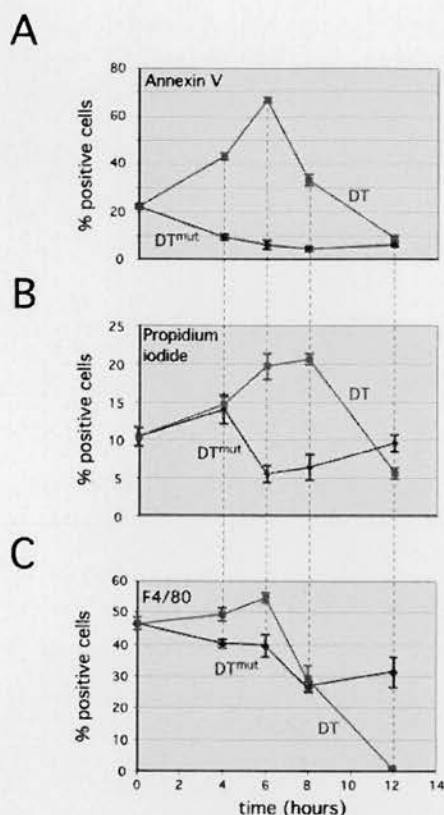 A
Annexin V
% positive cells
80
60
40
20
0
DT
DTmut
B
Propidium
iodide
% positive cells
25
20
15
10
5
0
DT
DTmut
C
F4/80
% positive cells
60
50
40
30
20
10
0
DTmut
DT
0 2 4 6 8 10 12 14
time (hours)